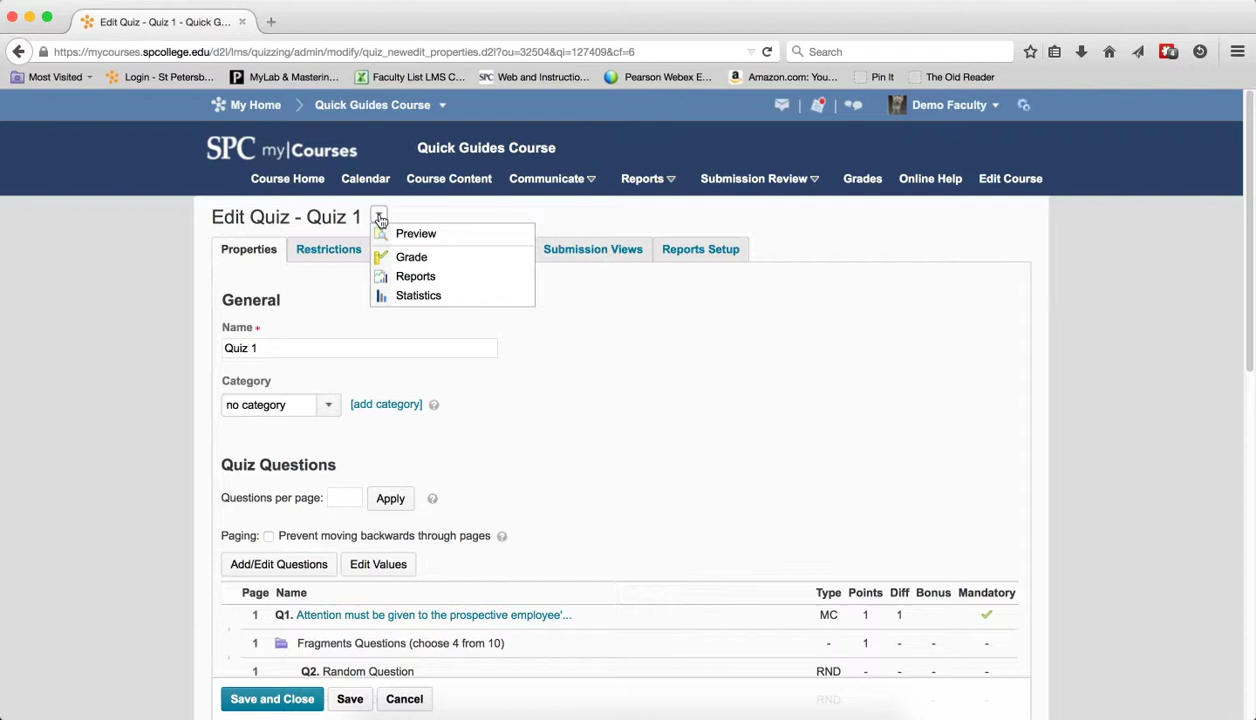 Edit Quiz - Quiz 1 - Quick G...
https://mycourses.spcollege.edu/d2l/lms/quizzing/admin/modify/quiz_newedit_properties.d2l?ou=32504&qi=127409&cf=6
Search
Most Visited
Login - St Petersb...
MyLab & Mastering...
Faculty List LMS C...
SPC Web and Instructio...
Pearson Webex E...
Amazon.com: You...
Pin It
The Old Reader
My Home
Quick Guides Course
Demo Faculty
SPC my|Courses
Quick Guides Course
Course Home
Calendar
Course Content
Communicate
Reports
Submission Review
Grades
Online Help
Edit Course
Edit Quiz - Quiz 1
Preview
Grade
Reports
Statistics
Properties
Restrictions
Submission Views
Reports Setup
General
Name *
Quiz 1
Category
no category
[add category]
Quiz Questions
Questions per page:
Apply
Paging:
Prevent moving backwards through pages
Add/Edit Questions
Edit Values
Page Name Type Points Diff Bonus Mandatory
1 Q1. Attention must be given to the prospective employee'... MC 1 1
1 Fragments Questions (choose 4 from 10) - 1 - - -
1 Q2. Random Question RND - - - -
RND
Save and Close
Save
Cancel